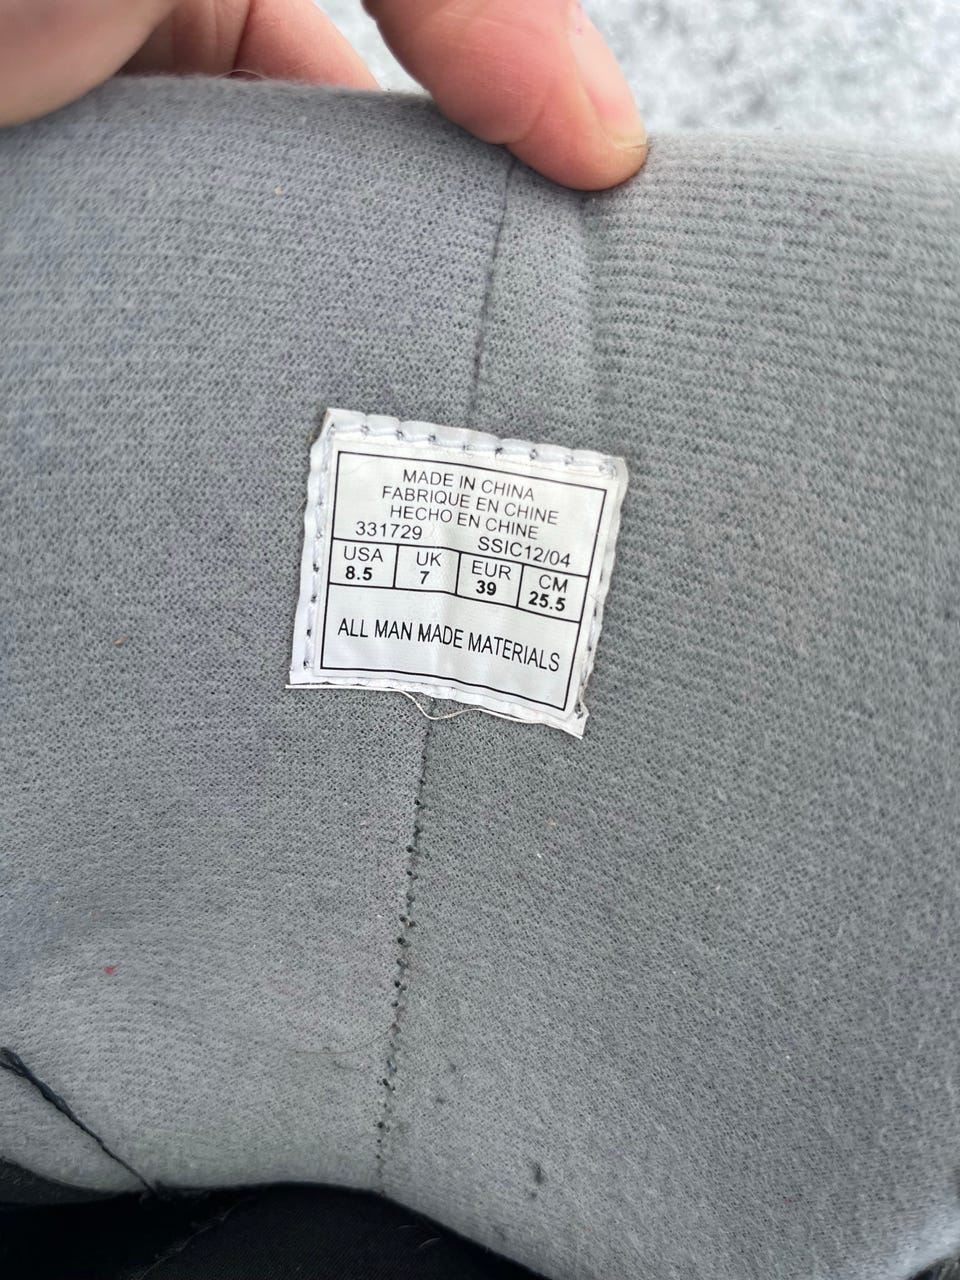 MADE IN CHINA
FABRIQUE EN CHINE
HECHO EN CHINE
331729 SSIC12/04
USA UK EUR CM
8.5 7 39 25.5
ALL MAN MADE MATERIALS